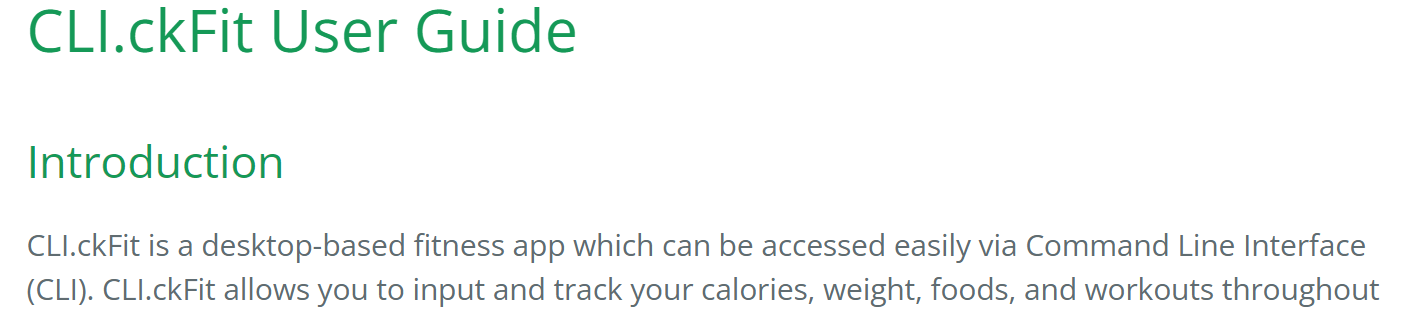 CLI.ckFit User Guide
Introduction
CLI.ckFit is a desktop-based fitness app which can be accessed easily via Command Line Interface
(CLI). CLI.ckFit allows you to input and track your calories, weight, foods, and workouts throughout